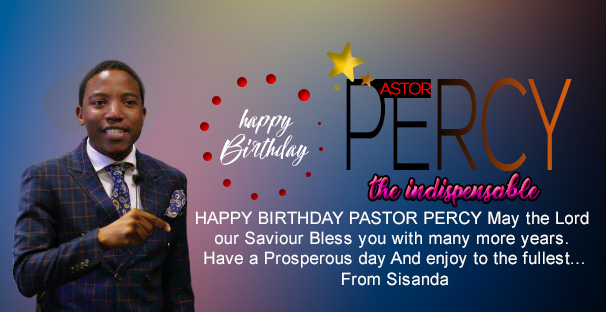 happy
Birthday
PASTOR
PERCY
the indispensable
HAPPY BIRTHDAY PASTOR PERCY May the Lord
our Saviour Bless you with many more years.
Have a Prosperous day And enjoy to the fullest...
From Sisanda